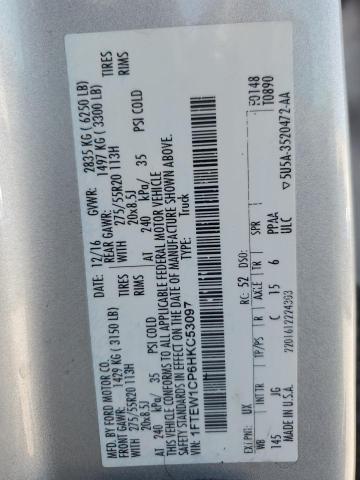 MFD. BY FORD MOTOR CO.
DATE: 12/16 GVWR: 2835 KG ( 6250 LB)
FRONT GAWR: 1429 KG ( 3150 LB) REAR GAWR: 1497 KG ( 3300 LB)
WITH 275/55R20 113H TIRES WITH 275/55R20 113H TIRES
20x8.5J RIMS 20x8.5J RIMS
AT 240 kPa/ 35 PSI COLD AT 240 kPa/ 35 PSI COLD
THIS VEHICLE CONFORMS TO ALL APPLICABLE FEDERAL MOTOR VEHICLE
SAFETY STANDARDS IN EFFECT ON THE DATE OF MANUFACTURE SHOWN ABOVE.
VIN: 1FTEW1CP6HKC53097
TYPE: Truck
F0148
T0890
EXT PNT: UX RC: 52 DSO:
WB INT TR TP/PS R AXLE TR SPR
145 JG C 15 6 PPAA
MADE IN U.S.A. ULC
▽5U5A-3520472-AA